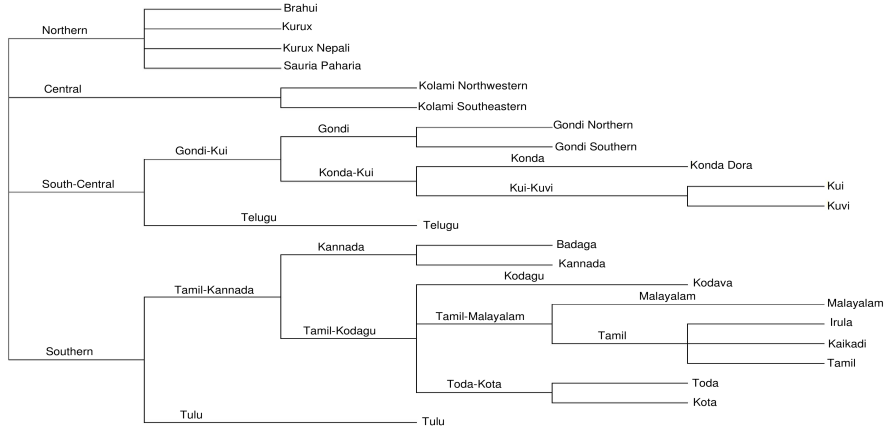 Brahui
Northern
Kurux
Kurux Nepali
Sauria Paharia
Central
Kolami Northwestern
Kolami Southeastern
Gondi
Gondi Northern
Gondi-Kui
Gondi Southern
Konda
Konda Dora
Konda-Kui
South-Central
Kui-Kuvi
Kui
Kuvi
Telugu
Telugu
Kannada
Badaga
Kannada
Kodagu
Kodava
Tamil-Kannada
Malayalam
Malayalam
Tamil-Malayalam
Tamil-Kodagu
Irula
Tamil
Kaikadi
Southern
Tamil
Toda-Kota
Toda
Kota
Tulu
Tulu